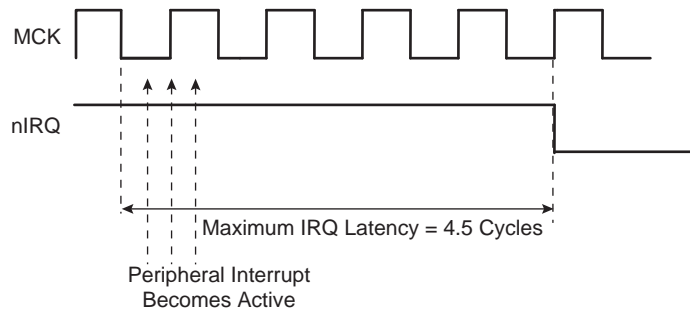 MCK
nIRQ
Maximum IRQ Latency = 4.5 Cycles
Peripheral Interrupt
Becomes Active